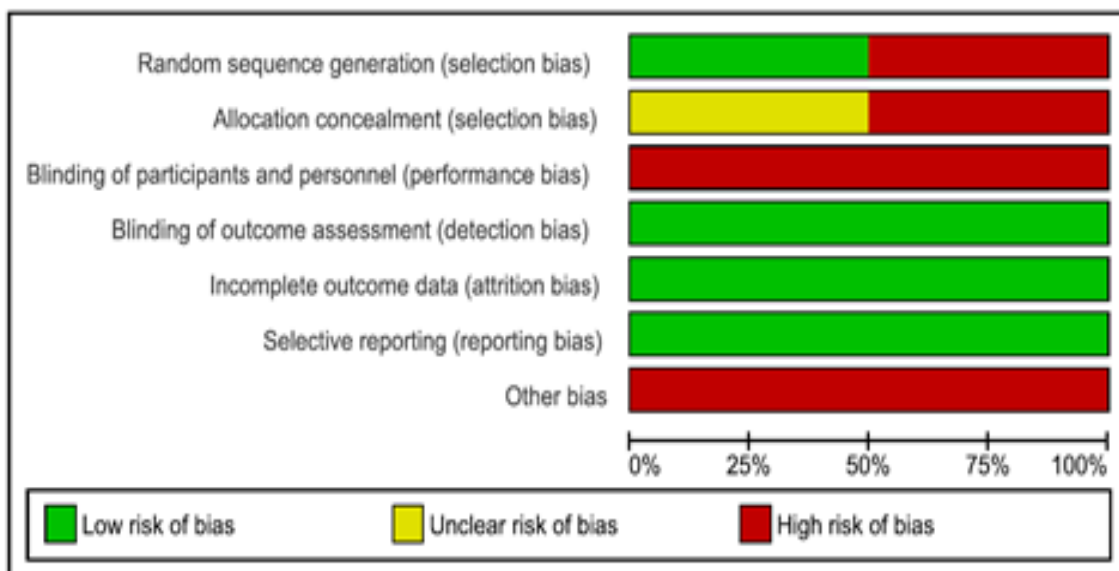 Random sequence generation (selection bias)
Allocation concealment (selection bias)
Blinding of participants and personnel (performance bias)
Blinding of outcome assessment (detection bias)
Incomplete outcome data (attrition bias)
Selective reporting (reporting bias)
Other bias
0% 25% 50% 75% 100%
Low risk of bias Unclear risk of bias High risk of bias